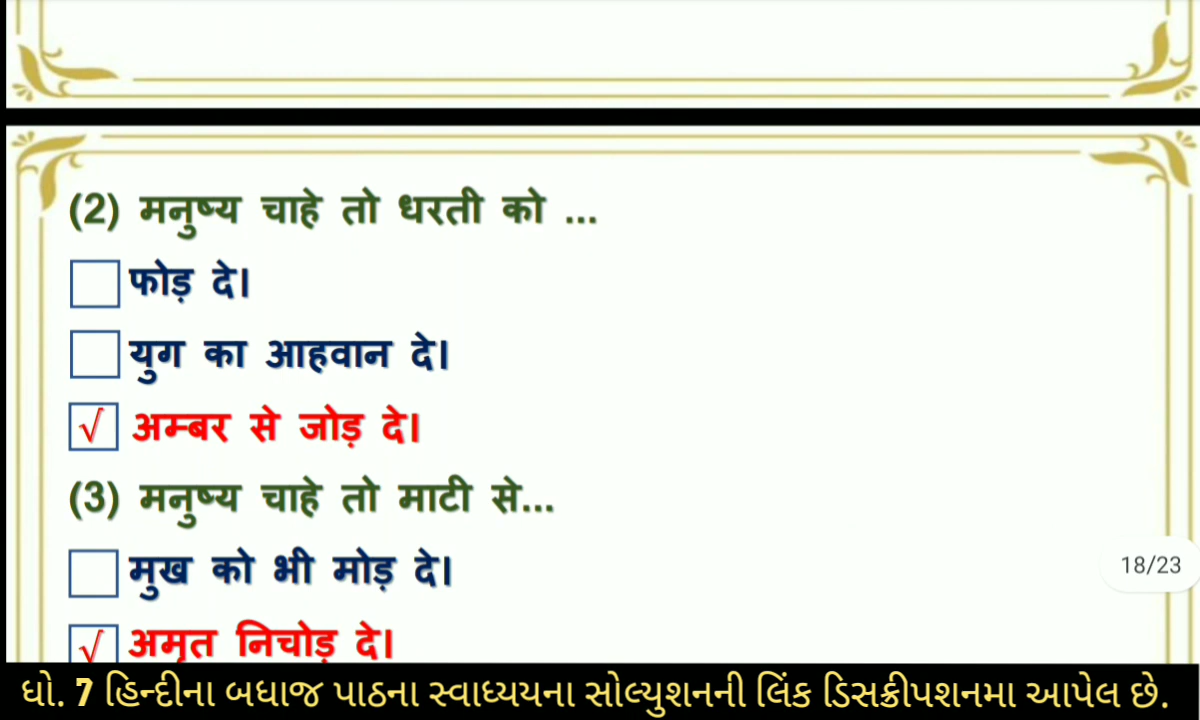 (2) मनुष्य चाहे तो धरती को ...
फोड़ दे।
युग का आहवान दे।
√ अम्बर से जोड़ दे।
(3) मनुष्य चाहे तो माटी से...
मुख को भी मोड़ दे।
18/23
√ अमृत निचोड़ दे।
ધો. 7 હિન્દીના બધાજ પાઠના સ્વાધ્યયના સોલ્યુશનની લિંક ડિસક્રીપશનમા આપેલ છે.